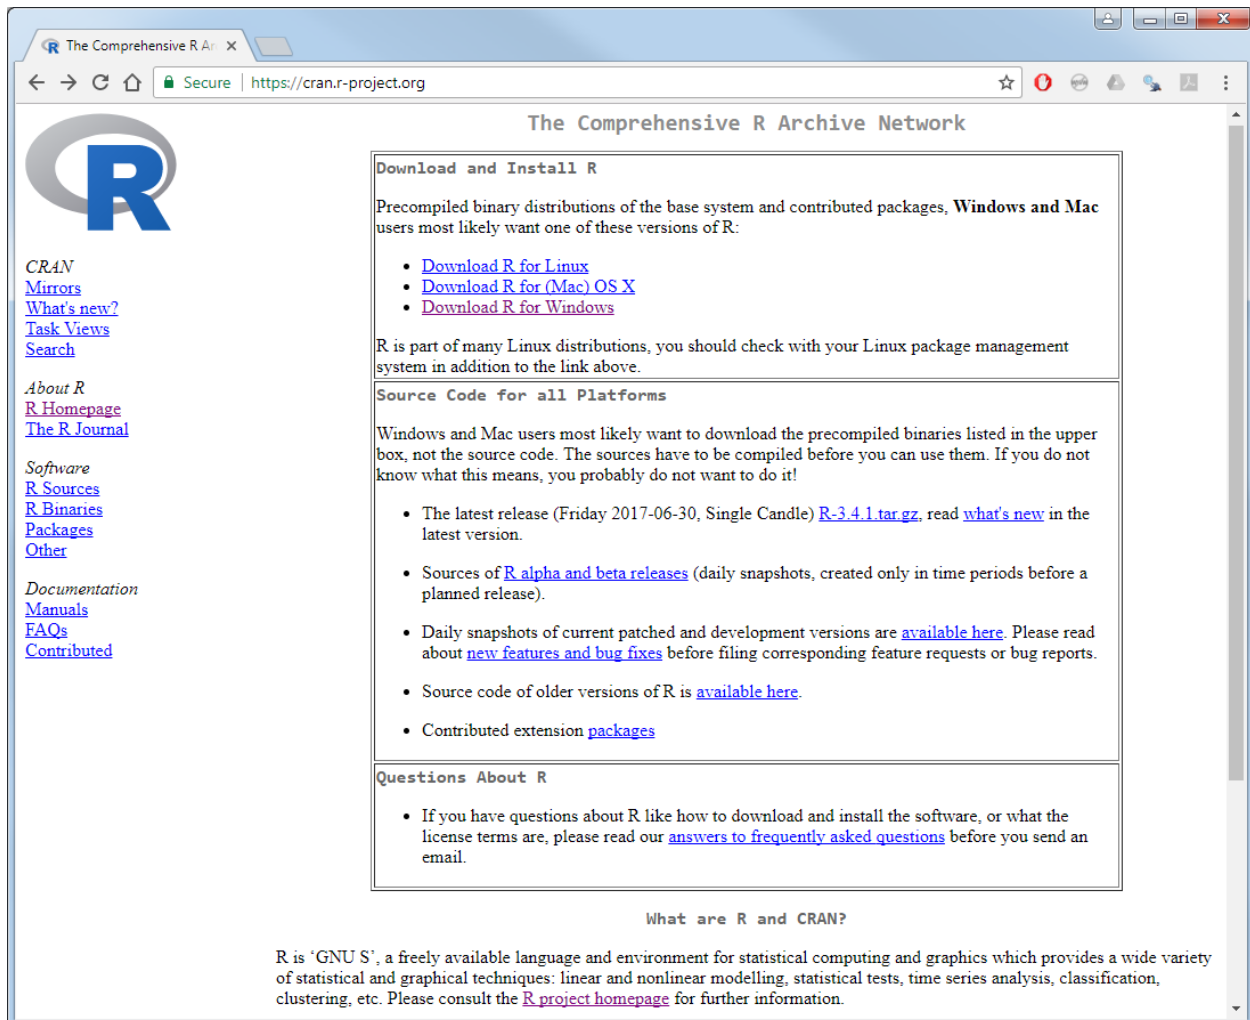 The Comprehensive R Ar
Secure
https://cran.r-project.org
R
CRAN
Mirrors
What's new?
Task Views
Search
About R
R Homepage
The R Journal
Software
R Sources
R Binaries
Packages
Other
Documentation
Manuals
FAQs
Contributed
The Comprehensive R Archive Network
Download and Install R
Precompiled binary distributions of the base system and contributed packages, Windows and Mac
users most likely want one of these versions of R:
• Download R for Linux
• Download R for (Mac) OS X
• Download R for Windows
R is part of many Linux distributions, you should check with your Linux package management
system in addition to the link above.
Source Code for all Platforms
Windows and Mac users most likely want to download the precompiled binaries listed in the upper
box, not the source code. The sources have to be compiled before you can use them. If you do not
know what this means, you probably do not want to do it!
• The latest release (Friday 2017-06-30, Single Candle) R-3.4.1.tar.gz, read what's new in the
latest version.
• Sources of R alpha and beta releases (daily snapshots, created only in time periods before a
planned release).
• Daily snapshots of current patched and development versions are available here. Please read
about new features and bug fixes before filing corresponding feature requests or bug reports.
• Source code of older versions of R is available here.
• Contributed extension packages
Questions About R
• If you have questions about R like how to download and install the software, or what the
license terms are, please read our answers to frequently asked questions before you send an
email.
What are R and CRAN?
R is ‘GNU S’, a freely available language and environment for statistical computing and graphics which provides a wide variety
of statistical and graphical techniques: linear and nonlinear modelling, statistical tests, time series analysis, classification,
clustering, etc. Please consult the R project homepage for further information.